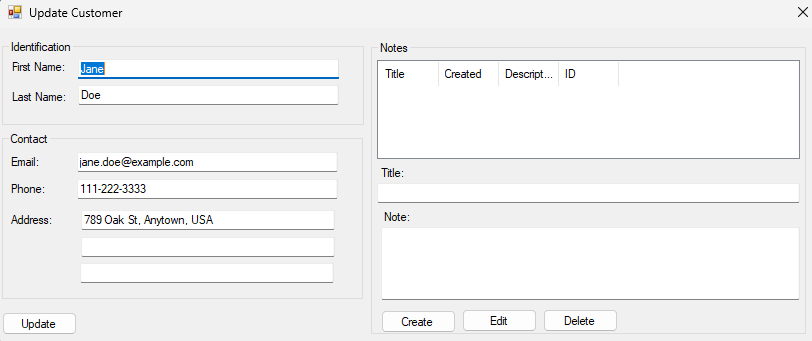 Update Customer
Identification
First Name: Jane
Last Name: Doe
Contact
Email: jane.doe@example.com
Phone: 111-222-3333
Address: 789 Oak St, Anytown, USA
Update
Notes
Title Created Descript... ID
Title:
Note:
Create Edit Delete